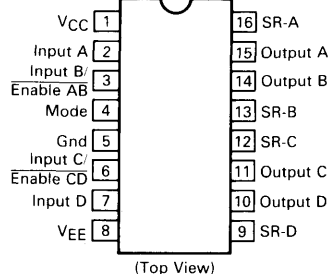 VCC 1
16 SR-A
Input A 2
15 Output A
Input B/
Enable AB 3
14 Output B
Mode 4
13 SR-B
Gnd 5
12 SR-C
Input C/
Enable CD 6
11 Output C
Input D 7
10 Output D
VEE 8
9 SR-D
(Top View)